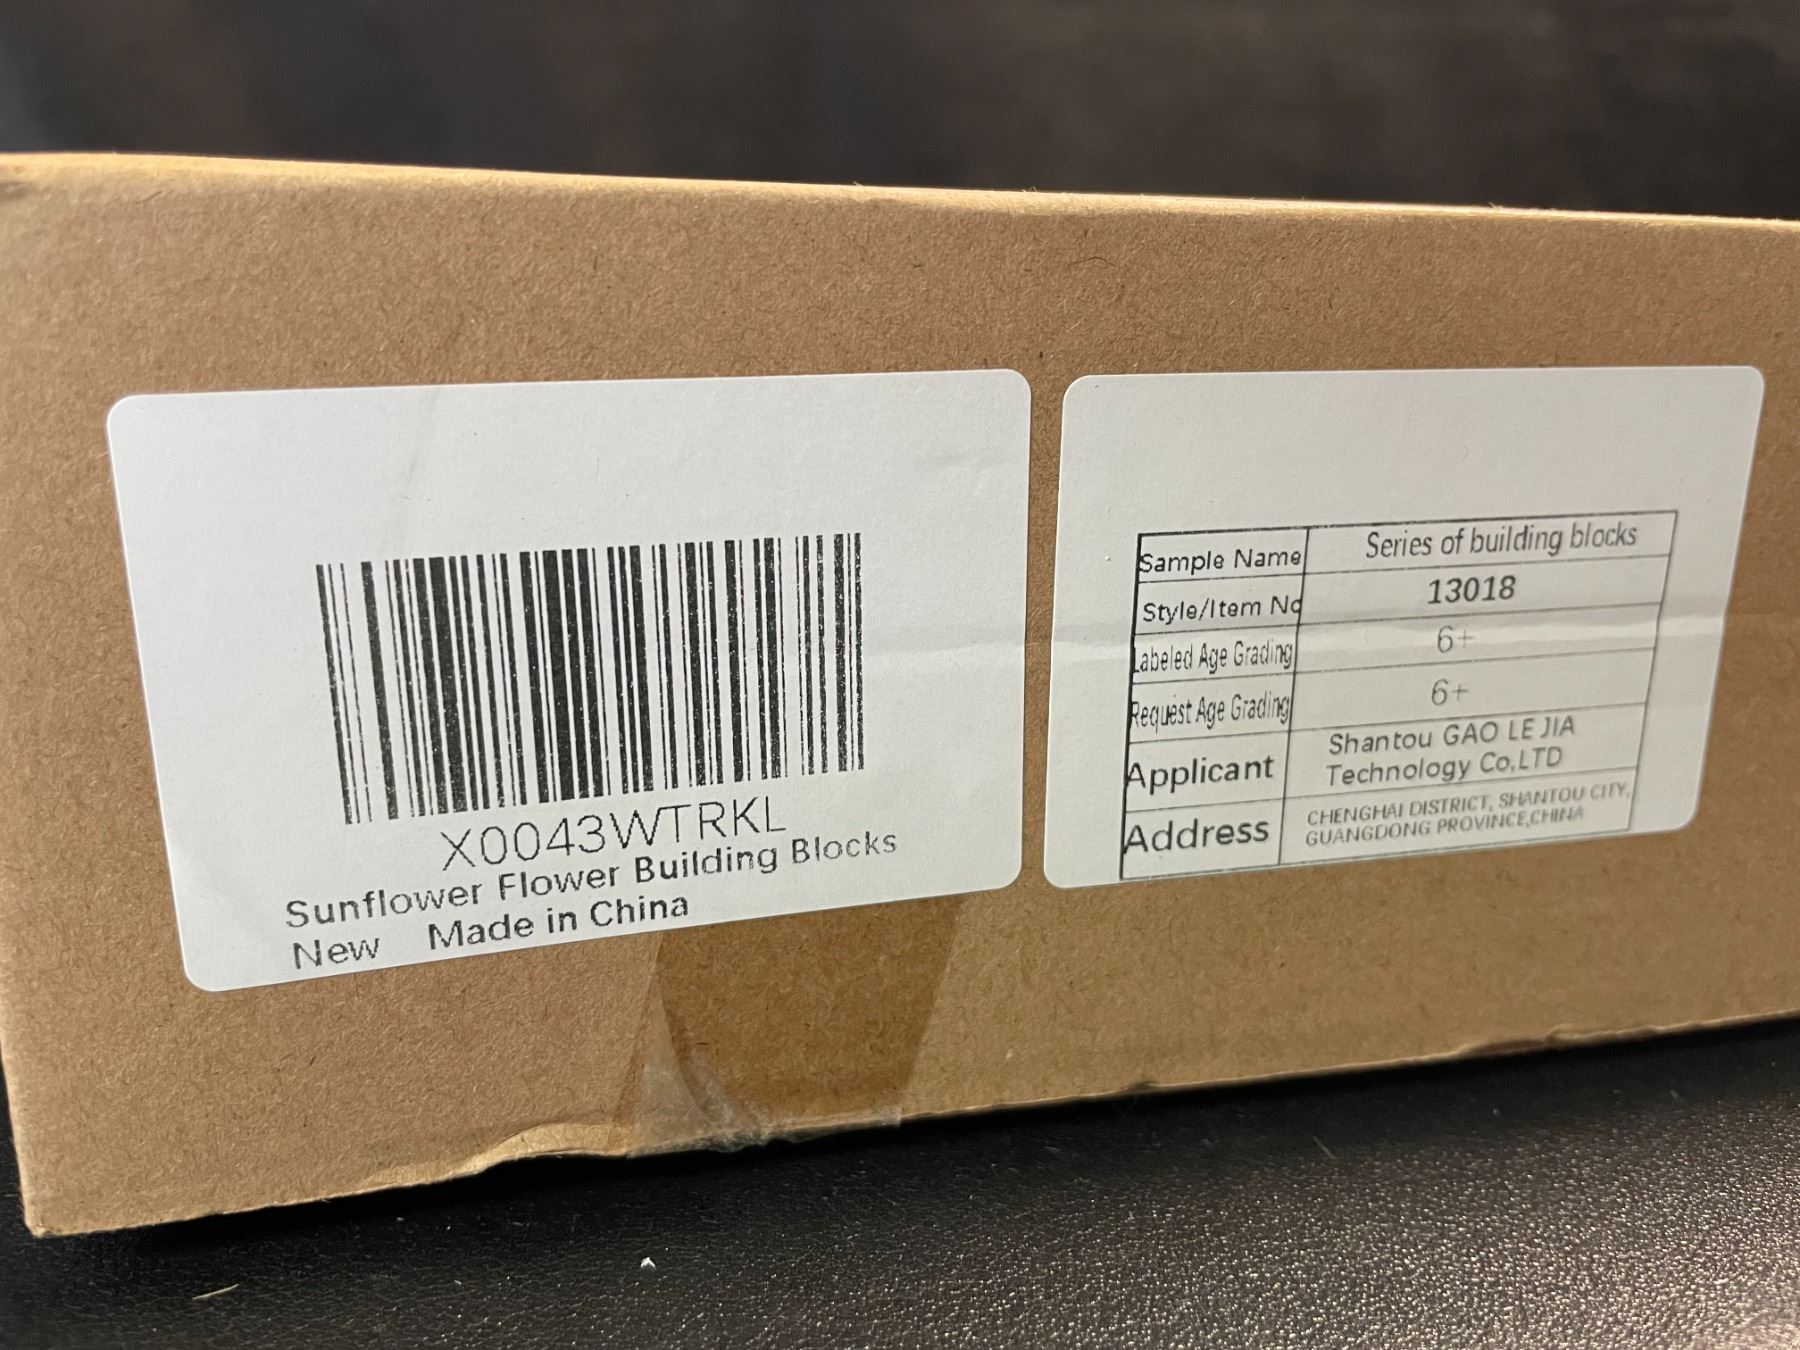 X0043WTRKL
Sunflower Flower Building Blocks
New Made in China
Sample Name Series of building blocks
Style/Item No 13018
Labeled Age Grading 6+
Request Age Grading 6+
Applicant Shantou GAO LE JIA
Technology Co,LTD
Address CHENGHAI DISTRICT, SHANTOU CITY,
GUANGDONG PROVINCE,CHINA